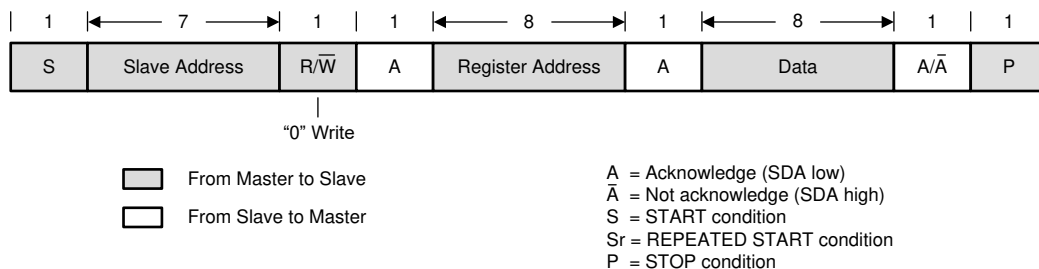 1 7 1 1 8 1 8 1 1
S Slave Address R/W̅ A Register Address A Data A/A̅ P
“0” Write
From Master to Slave
From Slave to Master
A = Acknowledge (SDA low)
A̅ = Not acknowledge (SDA high)
S = START condition
Sr = REPEATED START condition
P = STOP condition